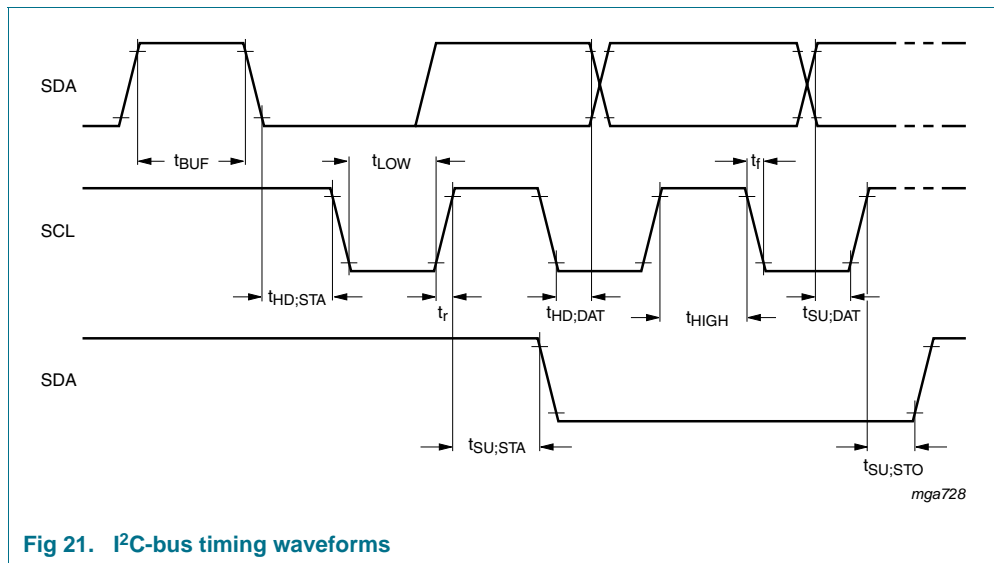 SDA
tBUF
tLOW
tf
SCL
tHD;STA
tr
tHD;DAT
tHIGH
tSU;DAT
SDA
tSU;STA
tSU;STO
mga728
Fig 21. I²C-bus timing waveforms